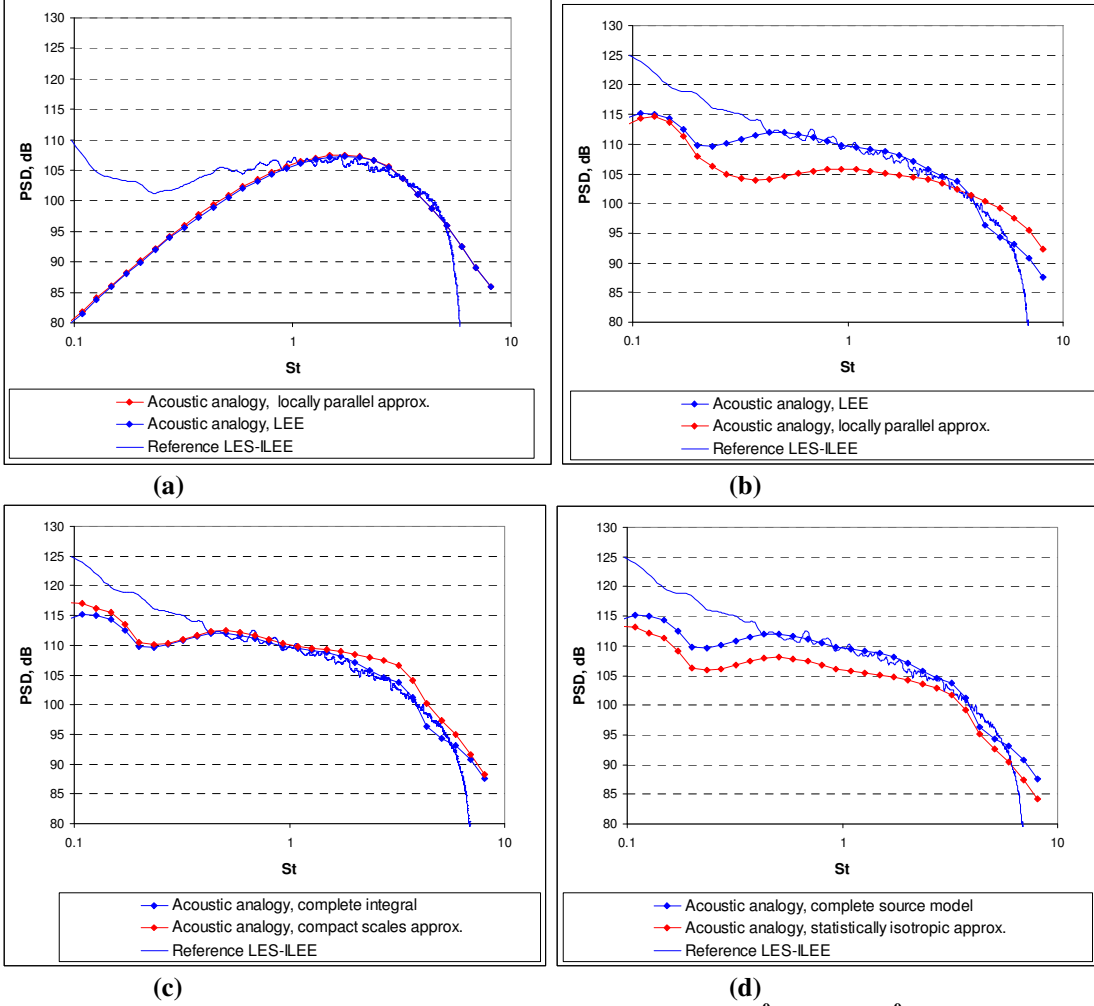 130
125
120
115
110
105
100
95
90
85
80
PSD, dB
0.1
1
10
St
Acoustic analogy, locally parallel approx.
Acoustic analogy, LEE
Reference LES-ILEE
(a)
130
125
120
115
110
105
100
95
90
85
80
PSD, dB
0.1
1
10
St
Acoustic analogy, LEE
Acoustic analogy, locally parallel approx.
Reference LES-ILEE
(b)
130
125
120
115
110
105
100
95
90
85
80
PSD, dB
0.1
1
10
St
Acoustic analogy, complete integral
Acoustic analogy, compact scales approx.
Reference LES-ILEE
(c)
130
125
120
115
110
105
100
95
90
85
80
PSD, dB
0.1
1
10
St
Acoustic analogy, complete source model
Acoustic analogy, statistically isotropic approx.
Reference LES-ILEE
(d)